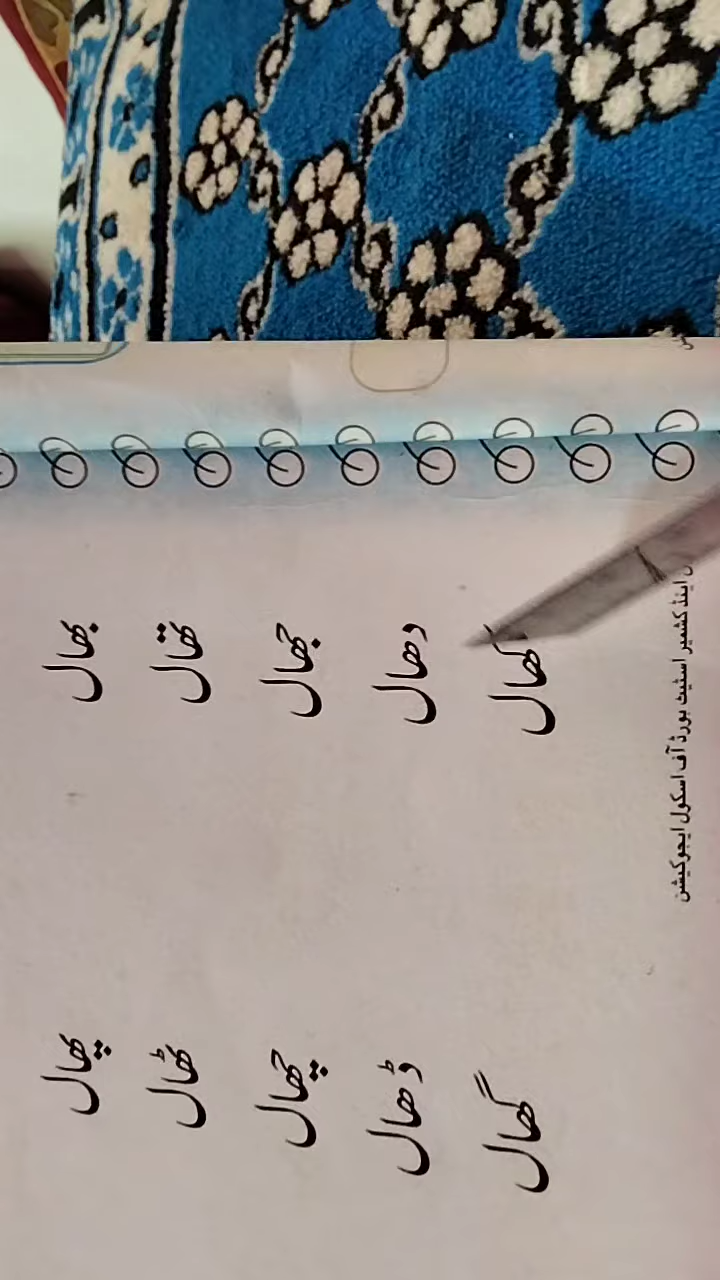 بھال پھال
تھال ٹھال
جھال چھال
دھال ڈھال
کھال گھال
اینڈ کشمیر اسٹیٹ بورڈ آف اسکول ایجوکیشن